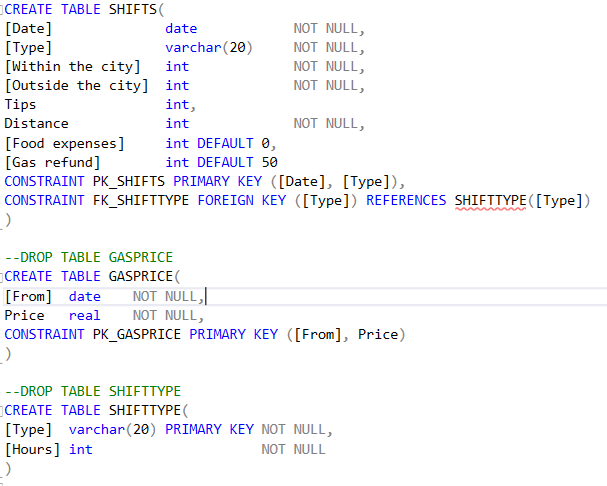 CREATE TABLE SHIFTS(
[Date] date NOT NULL,
[Type] varchar(20) NOT NULL,
[Within the city] int NOT NULL,
[Outside the city] int NOT NULL,
Tips int,
Distance int NOT NULL,
[Food expenses] int DEFAULT 0,
[Gas refund] int DEFAULT 50
CONSTRAINT PK_SHIFTS PRIMARY KEY ([Date], [Type]),
CONSTRAINT FK_SHIFTTYPE FOREIGN KEY ([Type]) REFERENCES SHIFTTYPE([Type])
)
--DROP TABLE GASPRICE
CREATE TABLE GASPRICE(
[From] date NOT NULL,
Price real NOT NULL,
CONSTRAINT PK_GASPRICE PRIMARY KEY ([From], Price)
)
--DROP TABLE SHIFTTYPE
CREATE TABLE SHIFTTYPE(
[Type] varchar(20) PRIMARY KEY NOT NULL,
[Hours] int NOT NULL
)